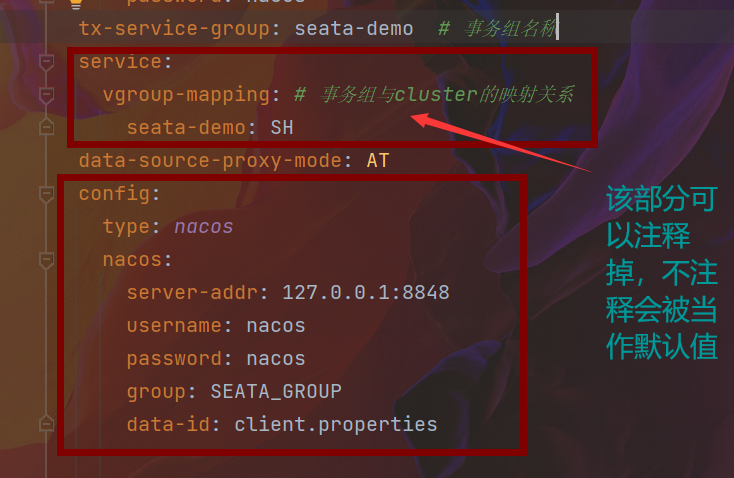 password: nacos
tx-service-group: seata-demo  # 事务组名称
service:
  vgroup-mapping: # 事务组与cluster的映射关系
    seata-demo: SH
data-source-proxy-mode: AT
config:
  type: nacos
  nacos:
    server-addr: 127.0.0.1:8848
    username: nacos
    password: nacos
    group: SEATA_GROUP
    data-id: client.properties
该部分可
以注释
掉，不注
释会被当
作默认值